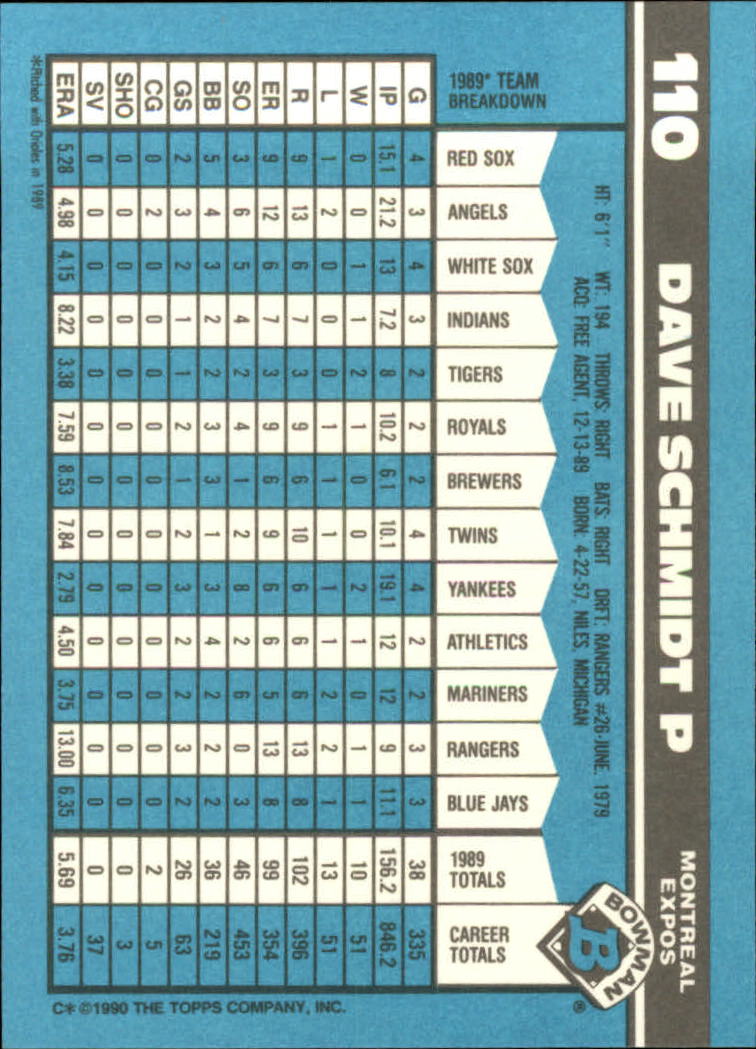 110 DAVE SCHMIDT P MONTREAL EXPOS
HT: 6'1" WT: 194 THROWS: RIGHT BATS: RIGHT DRFT: RANGERS #26-JUNE, 1979
ACQ: FREE AGENT, 12-13-89 BORN: 4-22-57, NILES, MICHIGAN
BOWMAN B
1989* TEAM BREAKDOWN RED SOX ANGELS WHITE SOX INDIANS TIGERS ROYALS BREWERS TWINS YANKEES ATHLETICS MARINERS RANGERS BLUE JAYS 1989 TOTALS CAREER TOTALS ®
G 4 3 4 3 2 2 2 4 4 2 2 3 3 38 335
IP 15.1 21.2 13 7.2 8 10.2 6.1 10.1 19.1 12 12 9 11.1 156.2 846.2
W 0 0 1 1 2 1 0 0 2 1 0 1 1 10 51
L 1 2 0 0 0 1 1 1 1 1 2 2 1 13 51
R 9 13 6 7 3 9 6 10 6 6 6 13 8 102 396
ER 9 12 6 7 3 9 6 9 6 6 5 13 8 99 354
SO 3 6 5 4 2 4 1 2 8 2 6 0 3 46 453
BB 5 4 3 2 2 3 3 1 3 4 2 2 2 36 219
GS 2 3 2 1 1 2 1 2 3 2 2 3 2 26 63
CG 0 2 0 0 0 0 0 0 0 0 0 0 0 2 5
SHO 0 0 0 0 0 0 0 0 0 0 0 0 0 0 3
SV 0 0 0 0 0 0 0 0 0 0 0 0 0 0 37
ERA 5.28 4.98 4.15 8.22 3.38 7.59 8.53 7.84 2.79 4.50 3.75 13.00 6.35 5.69 3.76
*Pitched with Orioles in 1989
C* ©1990 THE TOPPS COMPANY, INC.